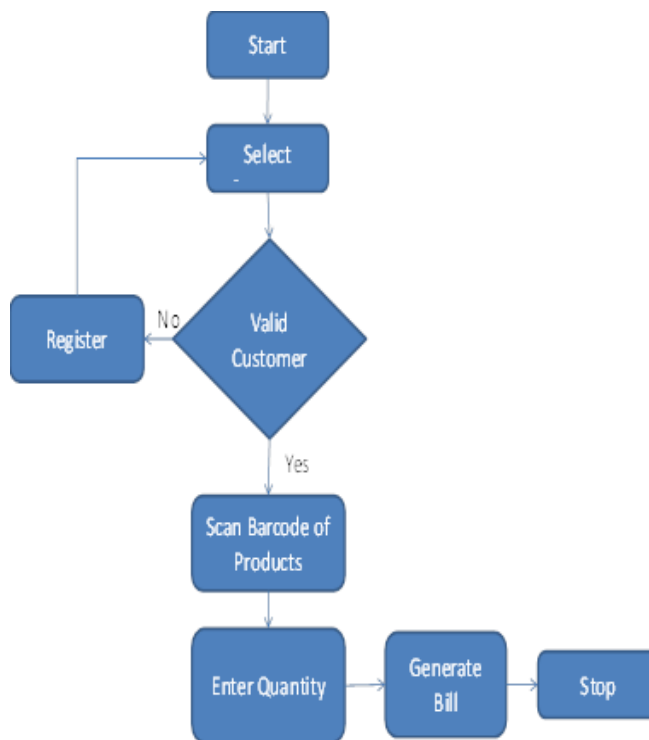 Start
Select
Valid
Customer
No
Register
Yes
Scan Barcode of
Products
Enter Quantity
Generate
Bill
Stop